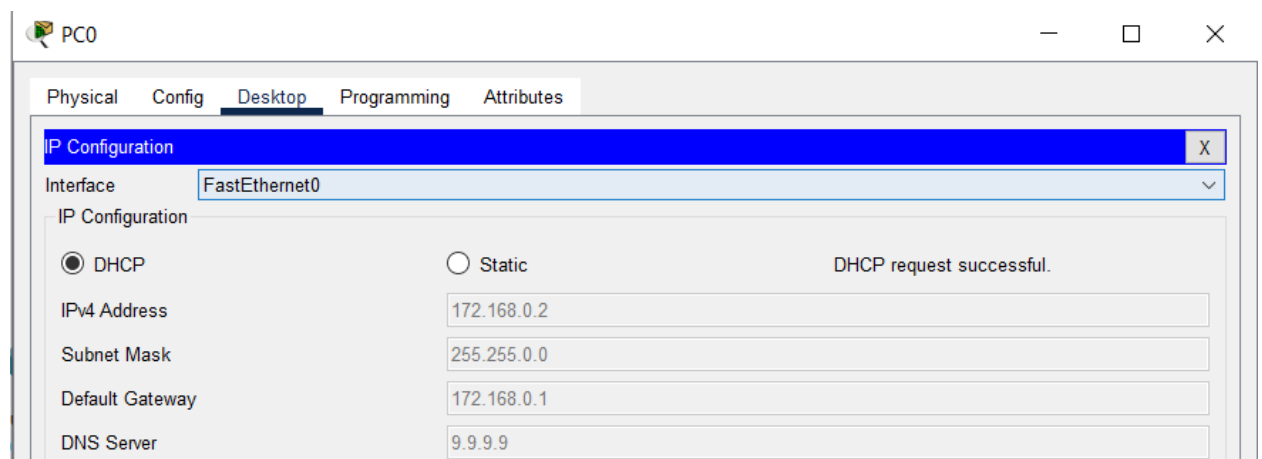 PC0
Physical Config Desktop Programming Attributes
IP Configuration X
Interface FastEthernet0
IP Configuration
DHCP Static DHCP request successful.
IPv4 Address 172.168.0.2
Subnet Mask 255.255.0.0
Default Gateway 172.168.0.1
DNS Server 9.9.9.9